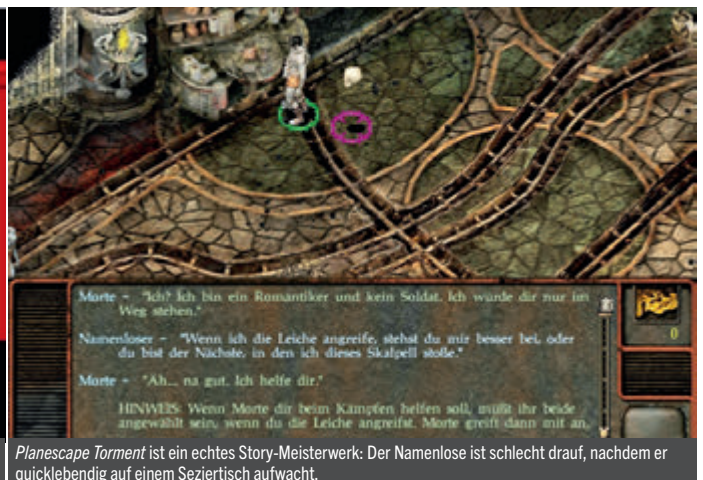 Morte - "Ich? Ich bin ein Romantiker und kein Soldat. Ich würde dir nur im
Weg stehen."
Namenloser - "Wenn ich die Leiche angreife, stehst du mir besser bei, oder
du bist der Nächste, in den ich dieses Skalpell stoße."
Morte - "Äh... na gut. Ich helfe dir."
HINWEIS: Wenn Morte dir beim Kämpfen helfen soll, müßt ihr beide
angewählt sein, wenn du die Leiche angreifst. Morte greift dann mit an,
0
Planescape Torment ist ein echtes Story-Meisterwerk: Der Namenlose ist schlecht drauf, nachdem er
quicklebendig auf einem Seziertisch aufwacht.